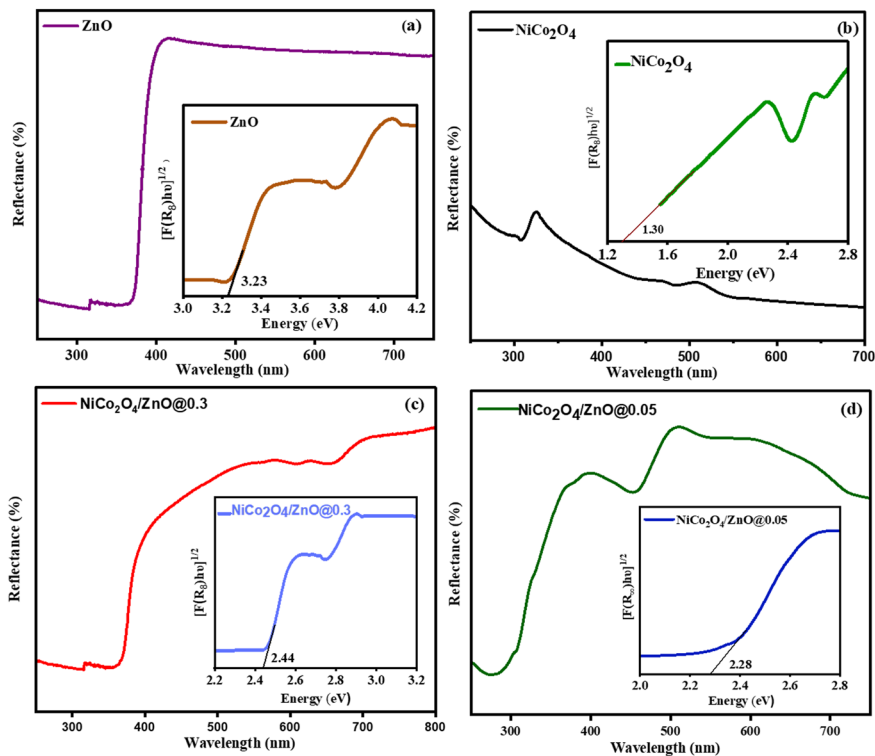 ZnO
(a)
Reflectance (%)
ZnO
[F(R8)hυ]1/2 )
3.23
3.0 3.2 3.4 3.6 3.8 4.0 4.2
Energy (eV)
300 400 500 600 700
Wavelength (nm)
NiCo2O4
(b)
Reflectance (%)
NiCo2O4
[F(R8)hυ]1/2
1.30
1.2 1.6 2.0 2.4 2.8
Energy (eV)
300 400 500 600 700
Wavelength (nm)
NiCo2O4/ZnO@0.3
(c)
Reflectance (%)
NiCo2O4/ZnO@0.3
[F(R8)hυ]1/2
2.44
2.2 2.4 2.6 2.8 3.0 3.2
Energy (eV)
300 400 500 600 700 800
Wavelength (nm)
NiCo2O4/ZnO@0.05
(d)
Reflectance (%)
NiCo2O4/ZnO@0.05
[F(R8)hυ]1/2
2.28
2.0 2.2 2.4 2.6 2.8
Energy (eV)
300 400 500 600 700
Wavelength (nm)